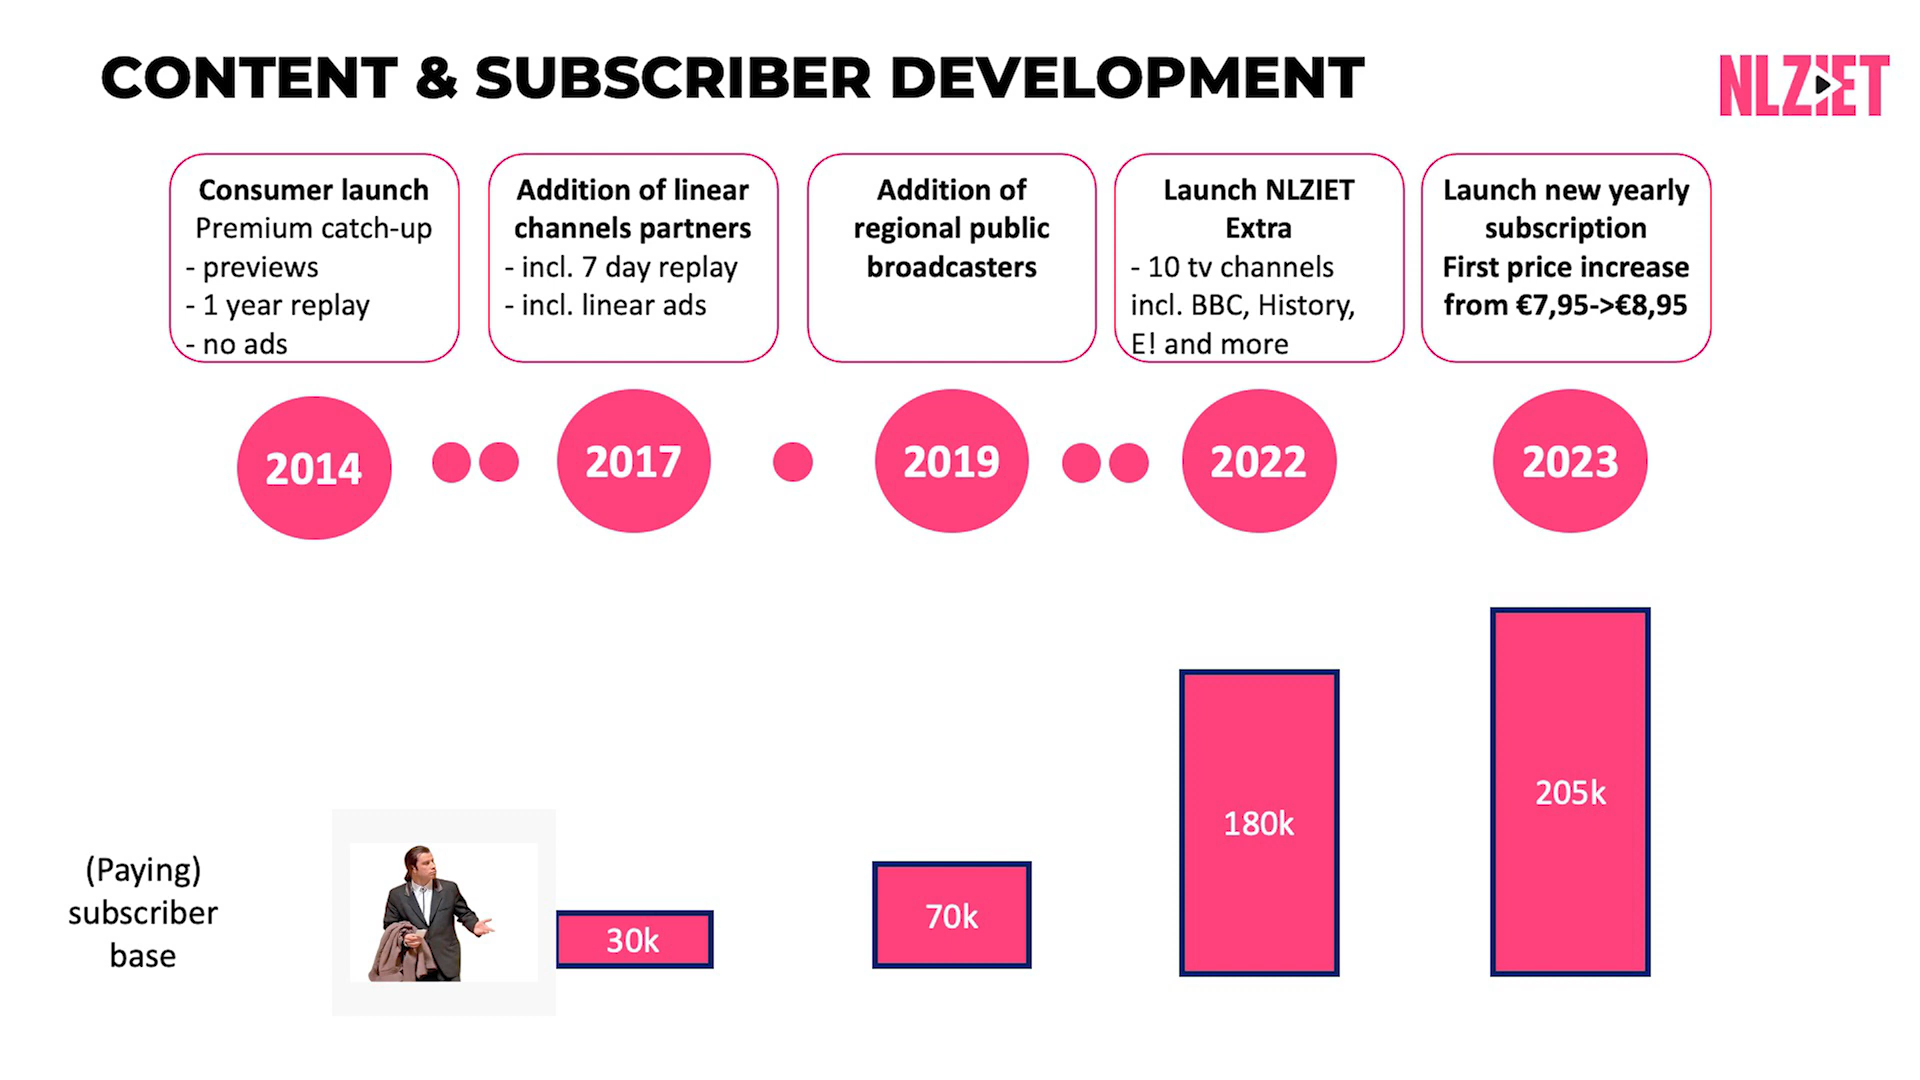 CONTENT & SUBSCRIBER DEVELOPMENT
NLZIET
Consumer launch
Premium catch-up
- previews
- 1 year replay
- no ads
Addition of linear
channels partners
- incl. 7 day replay
- incl. linear ads
Addition of
regional public
broadcasters
Launch NLZIET
Extra
- 10 tv channels
incl. BBC, History,
E! and more
Launch new yearly
subscription
First price increase
from €7,95->€8,95
2014
2017
2019
2022
2023
(Paying)
subscriber
base
30k
70k
180k
205k